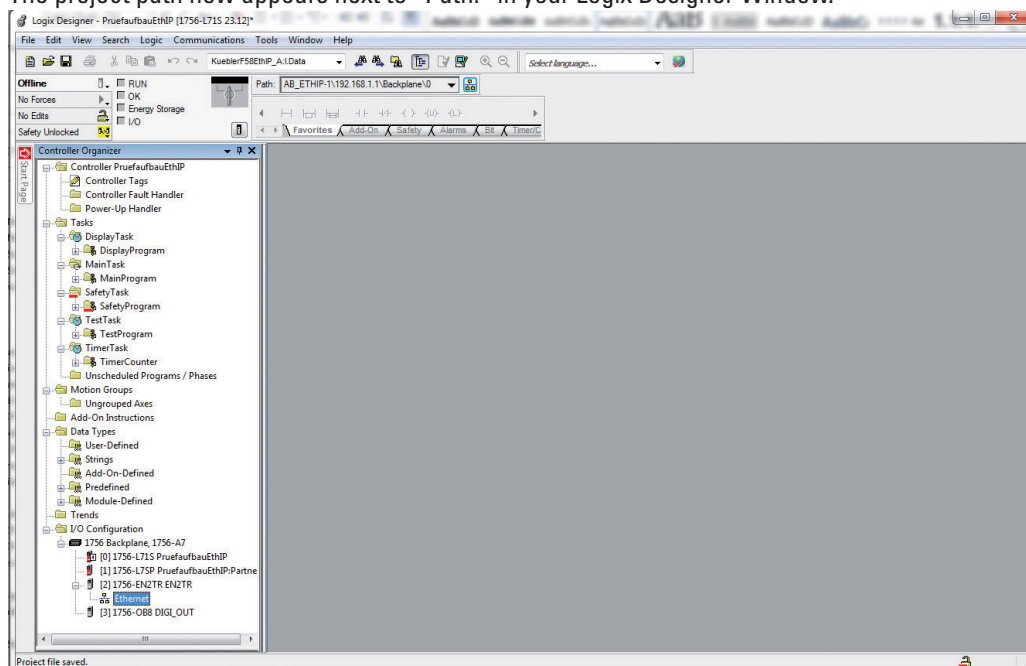 The project path now appears next to "Path:" in your Logix Designer Window.
Logix Designer - PruefaufbauEthIP [1756-L71S 23.12]*
File Edit View Search Logic Communications Tools Window Help
KueblerF58EthIP_A:I.Data
Select language...
Offline
RUN
Path: AB_ETHIP-1\192.168.1.1\Backplane\0
No Forces
OK
Energy Storage
No Edits
I/O
Safety Unlocked
Favorites Add-On Safety Alarms Bit Timer/C
Start Page
Controller Organizer
Controller PruefaufbauEthIP
Controller Tags
Controller Fault Handler
Power-Up Handler
Tasks
DisplayTask
DisplayProgram
MainTask
MainProgram
SafetyTask
SafetyProgram
TestTask
TestProgram
TimerTask
TimerCounter
Unscheduled Programs / Phases
Motion Groups
Ungrouped Axes
Add-On Instructions
Data Types
User-Defined
Strings
Add-On-Defined
Predefined
Module-Defined
Trends
I/O Configuration
1756 Backplane, 1756-A7
[0] 1756-L71S PruefaufbauEthIP
[1] 1756-L7SP PruefaufbauEthIP:Partne
[2] 1756-EN2TR EN2TR
Ethernet
[3] 1756-OB8 DIGI_OUT
Project file saved.